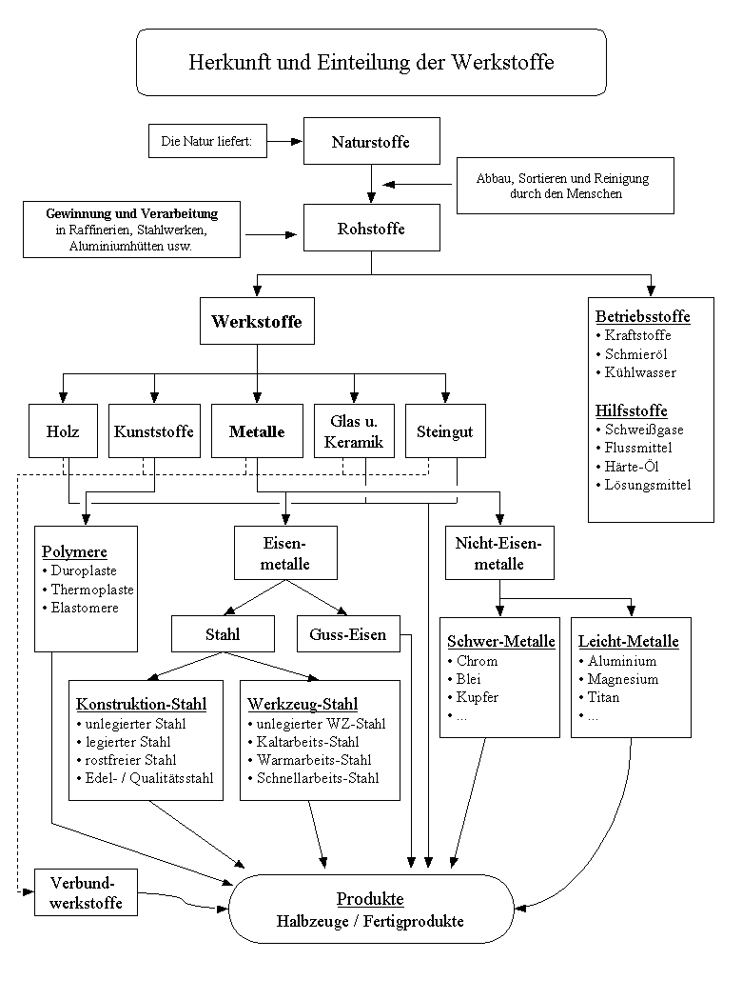 Herkunft und Einteilung der Werkstoffe
Die Natur liefert:
Naturstoffe
Abbau, Sortieren und Reinigung
durch den Menschen
Gewinnung und Verarbeitung
in Raffinerien, Stahlwerken,
Aluminiumhütten usw.
Rohstoffe
Werkstoffe
Betriebsstoffe
• Kraftstoffe
• Schmieröl
• Kühlwasser
Hilfsstoffe
• Schweißgase
• Flussmittel
• Härte-Öl
• Lösungsmittel
Holz
Kunststoffe
Metalle
Glas u.
Keramik
Steingut
Polymere
• Duroplaste
• Thermoplaste
• Elastomere
Eisen-
metalle
Nicht-Eisen-
metalle
Stahl
Guss-Eisen
Schwer-Metalle
• Chrom
• Blei
• Kupfer
• ...
Leicht-Metalle
• Aluminium
• Magnesium
• Titan
• ...
Konstruktion-Stahl
• unlegierter Stahl
• legierter Stahl
• rostfreier Stahl
• Edel- / Qualitätsstahl
Werkzeug-Stahl
• unlegierter WZ-Stahl
• Kaltarbeits-Stahl
• Warmarbeits-Stahl
• Schnellarbeits-Stahl
Verbund-
werkstoffe
Produkte
Halbzeuge / Fertigprodukte